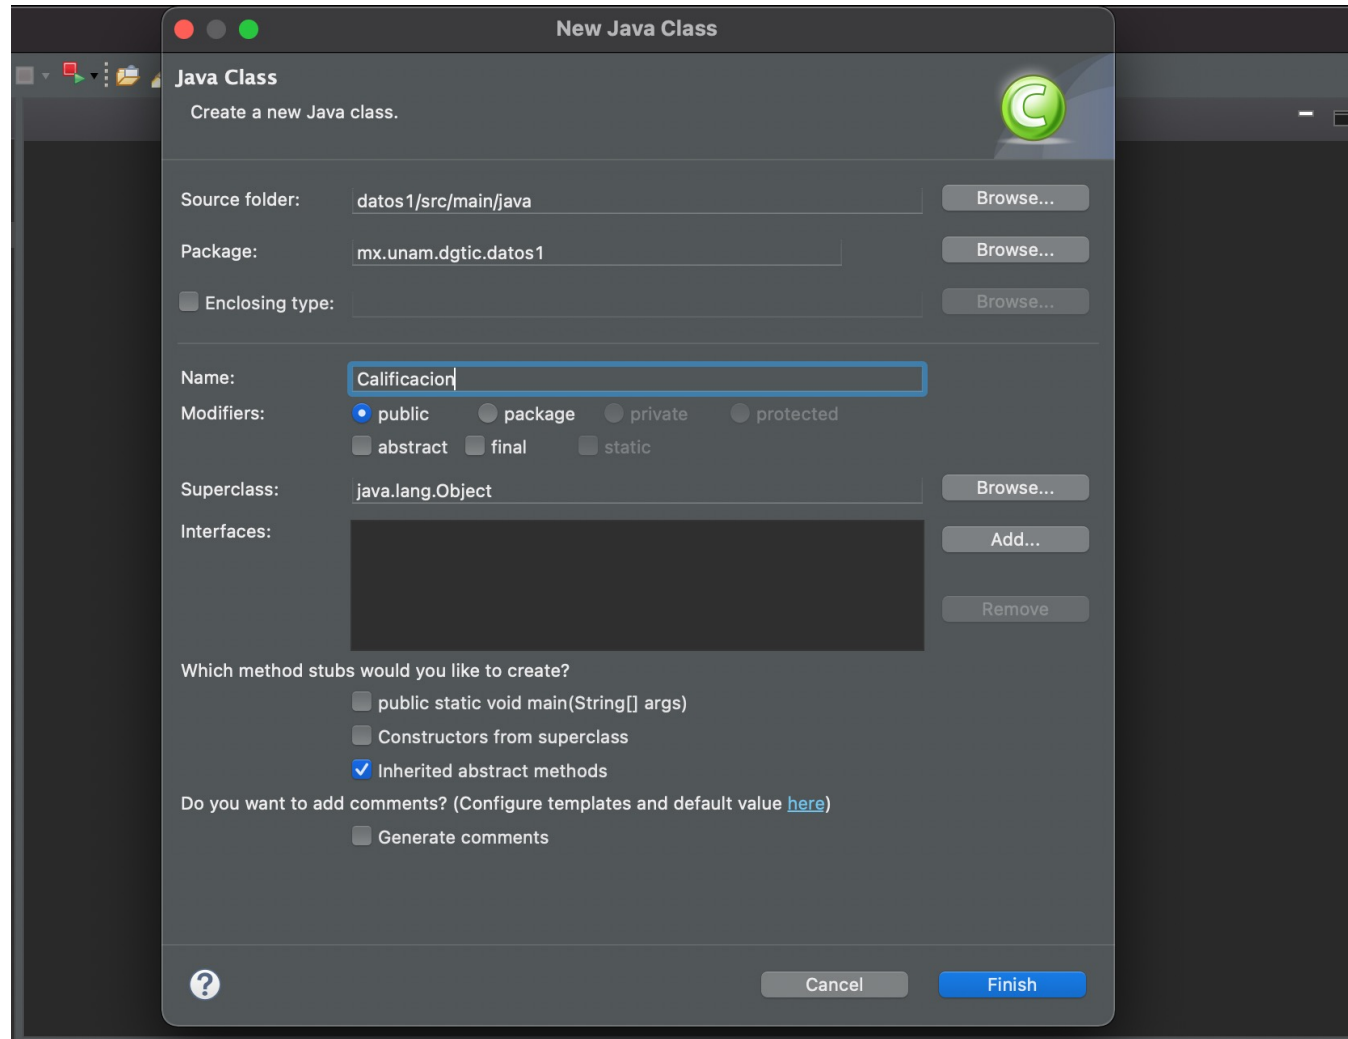 New Java Class
Java Class
Create a new Java class.
C
Source folder: datos1/src/main/java Browse...
Package: mx.unam.dgtic.datos1 Browse...
Enclosing type: Browse...
Name: Calificacion
Modifiers: public package private protected
abstract final static
Superclass: java.lang.Object Browse...
Interfaces: Add...
Remove
Which method stubs would you like to create?
public static void main(String[] args)
Constructors from superclass
Inherited abstract methods
Do you want to add comments? (Configure templates and default value here)
Generate comments
? Cancel Finish